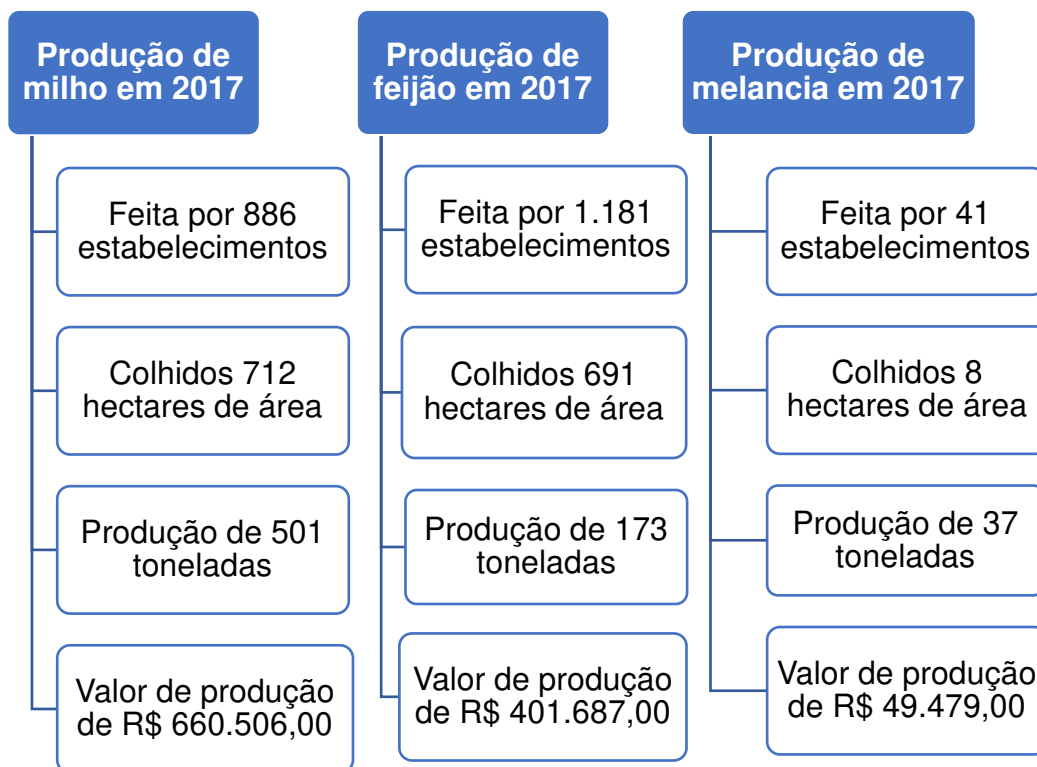 Produção de
milho em 2017
Feita por 886
estabelecimentos
Colhidos 712
hectares de área
Produção de 501
toneladas
Valor de produção
de R$ 660.506,00
Produção de
feijão em 2017
Feita por 1.181
estabelecimentos
Colhidos 691
hectares de área
Produção de 173
toneladas
Valor de produção
de R$ 401.687,00
Produção de
melancia em 2017
Feita por 41
estabelecimentos
Colhidos 8
hectares de área
Produção de 37
toneladas
Valor de produção
de R$ 49.479,00